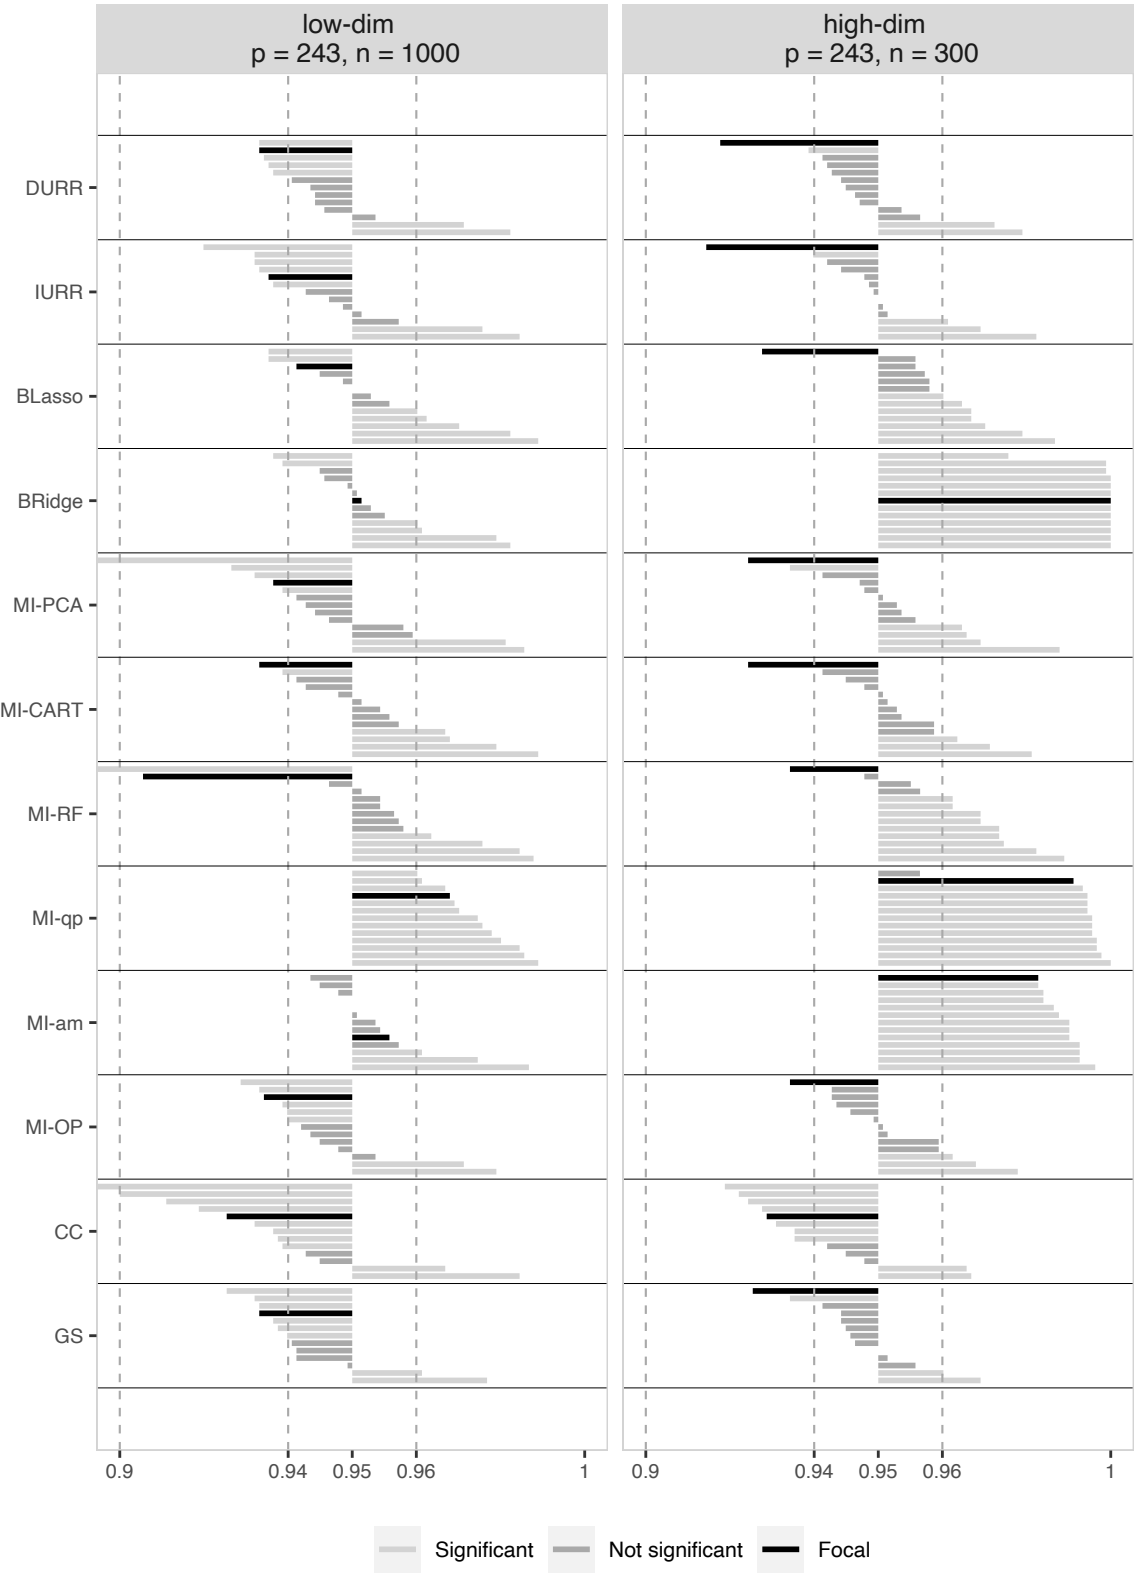 low-dim
p = 243, n = 1000
high-dim
p = 243, n = 300
DURR
IURR
BLasso
BRidge
MI-PCA
MI-CART
MI-RF
MI-qp
MI-am
MI-OP
CC
GS
0.9 0.94 0.95 0.96 1
0.9 0.94 0.95 0.96 1
Significant Not significant Focal